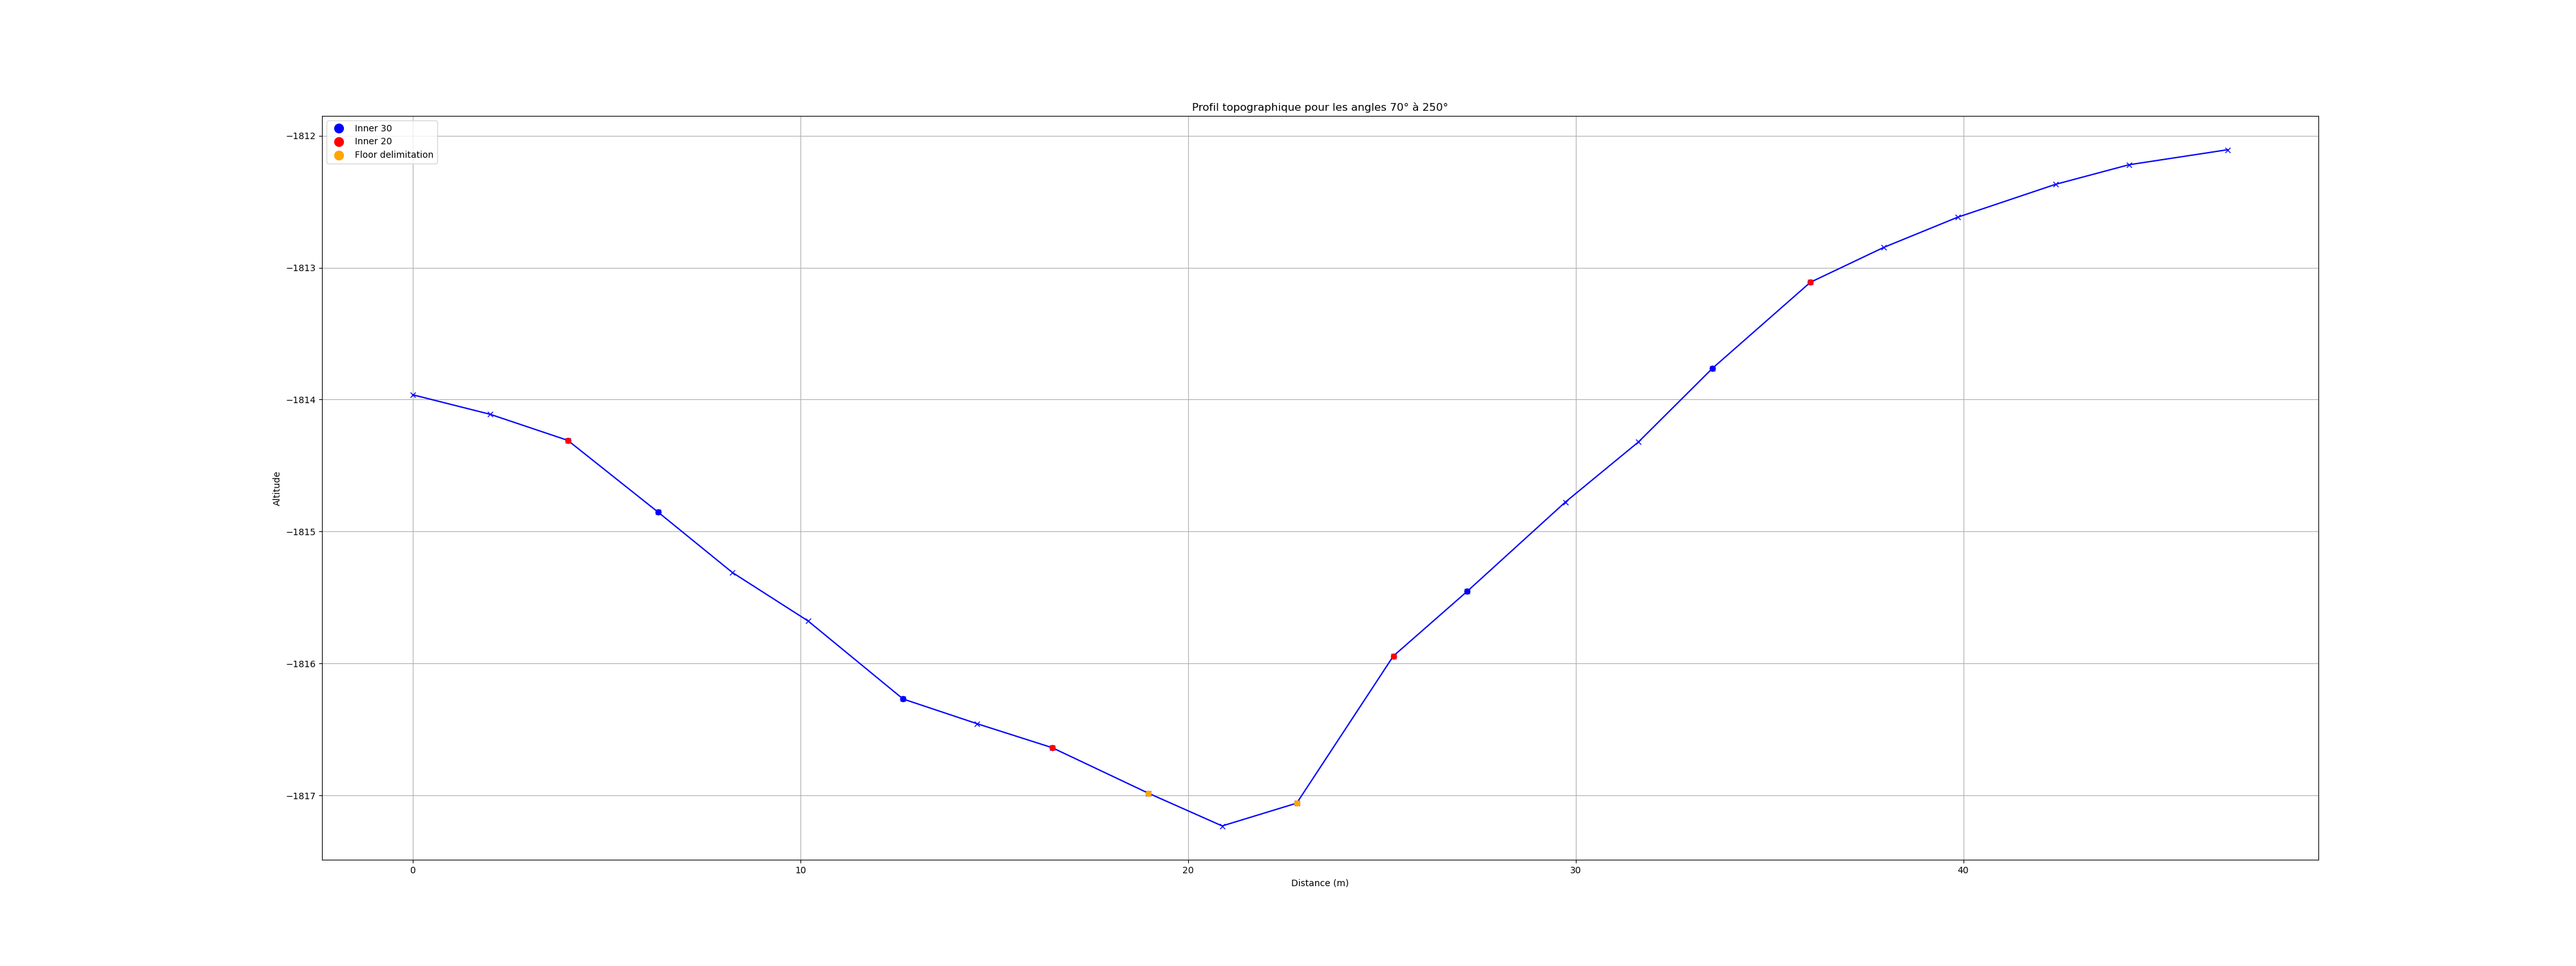 Profil topographique pour les angles 70° à 250°
Inner 30
Inner 20
Floor delimitation
−1812
−1813
−1814
−1815
−1816
−1817
Altitude
0 10 20 30 40
Distance (m)